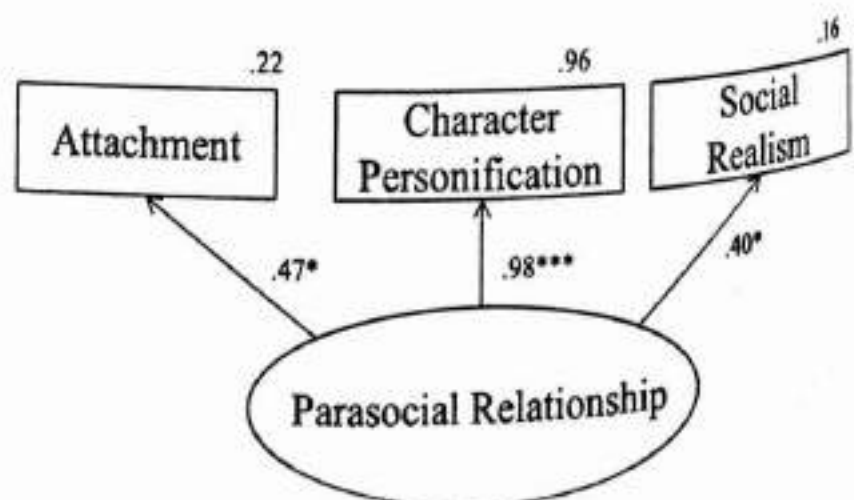 .22
.96
.16
Attachment
Character
Personification
Social
Realism
.47*
.98***
.40*
Parasocial Relationship